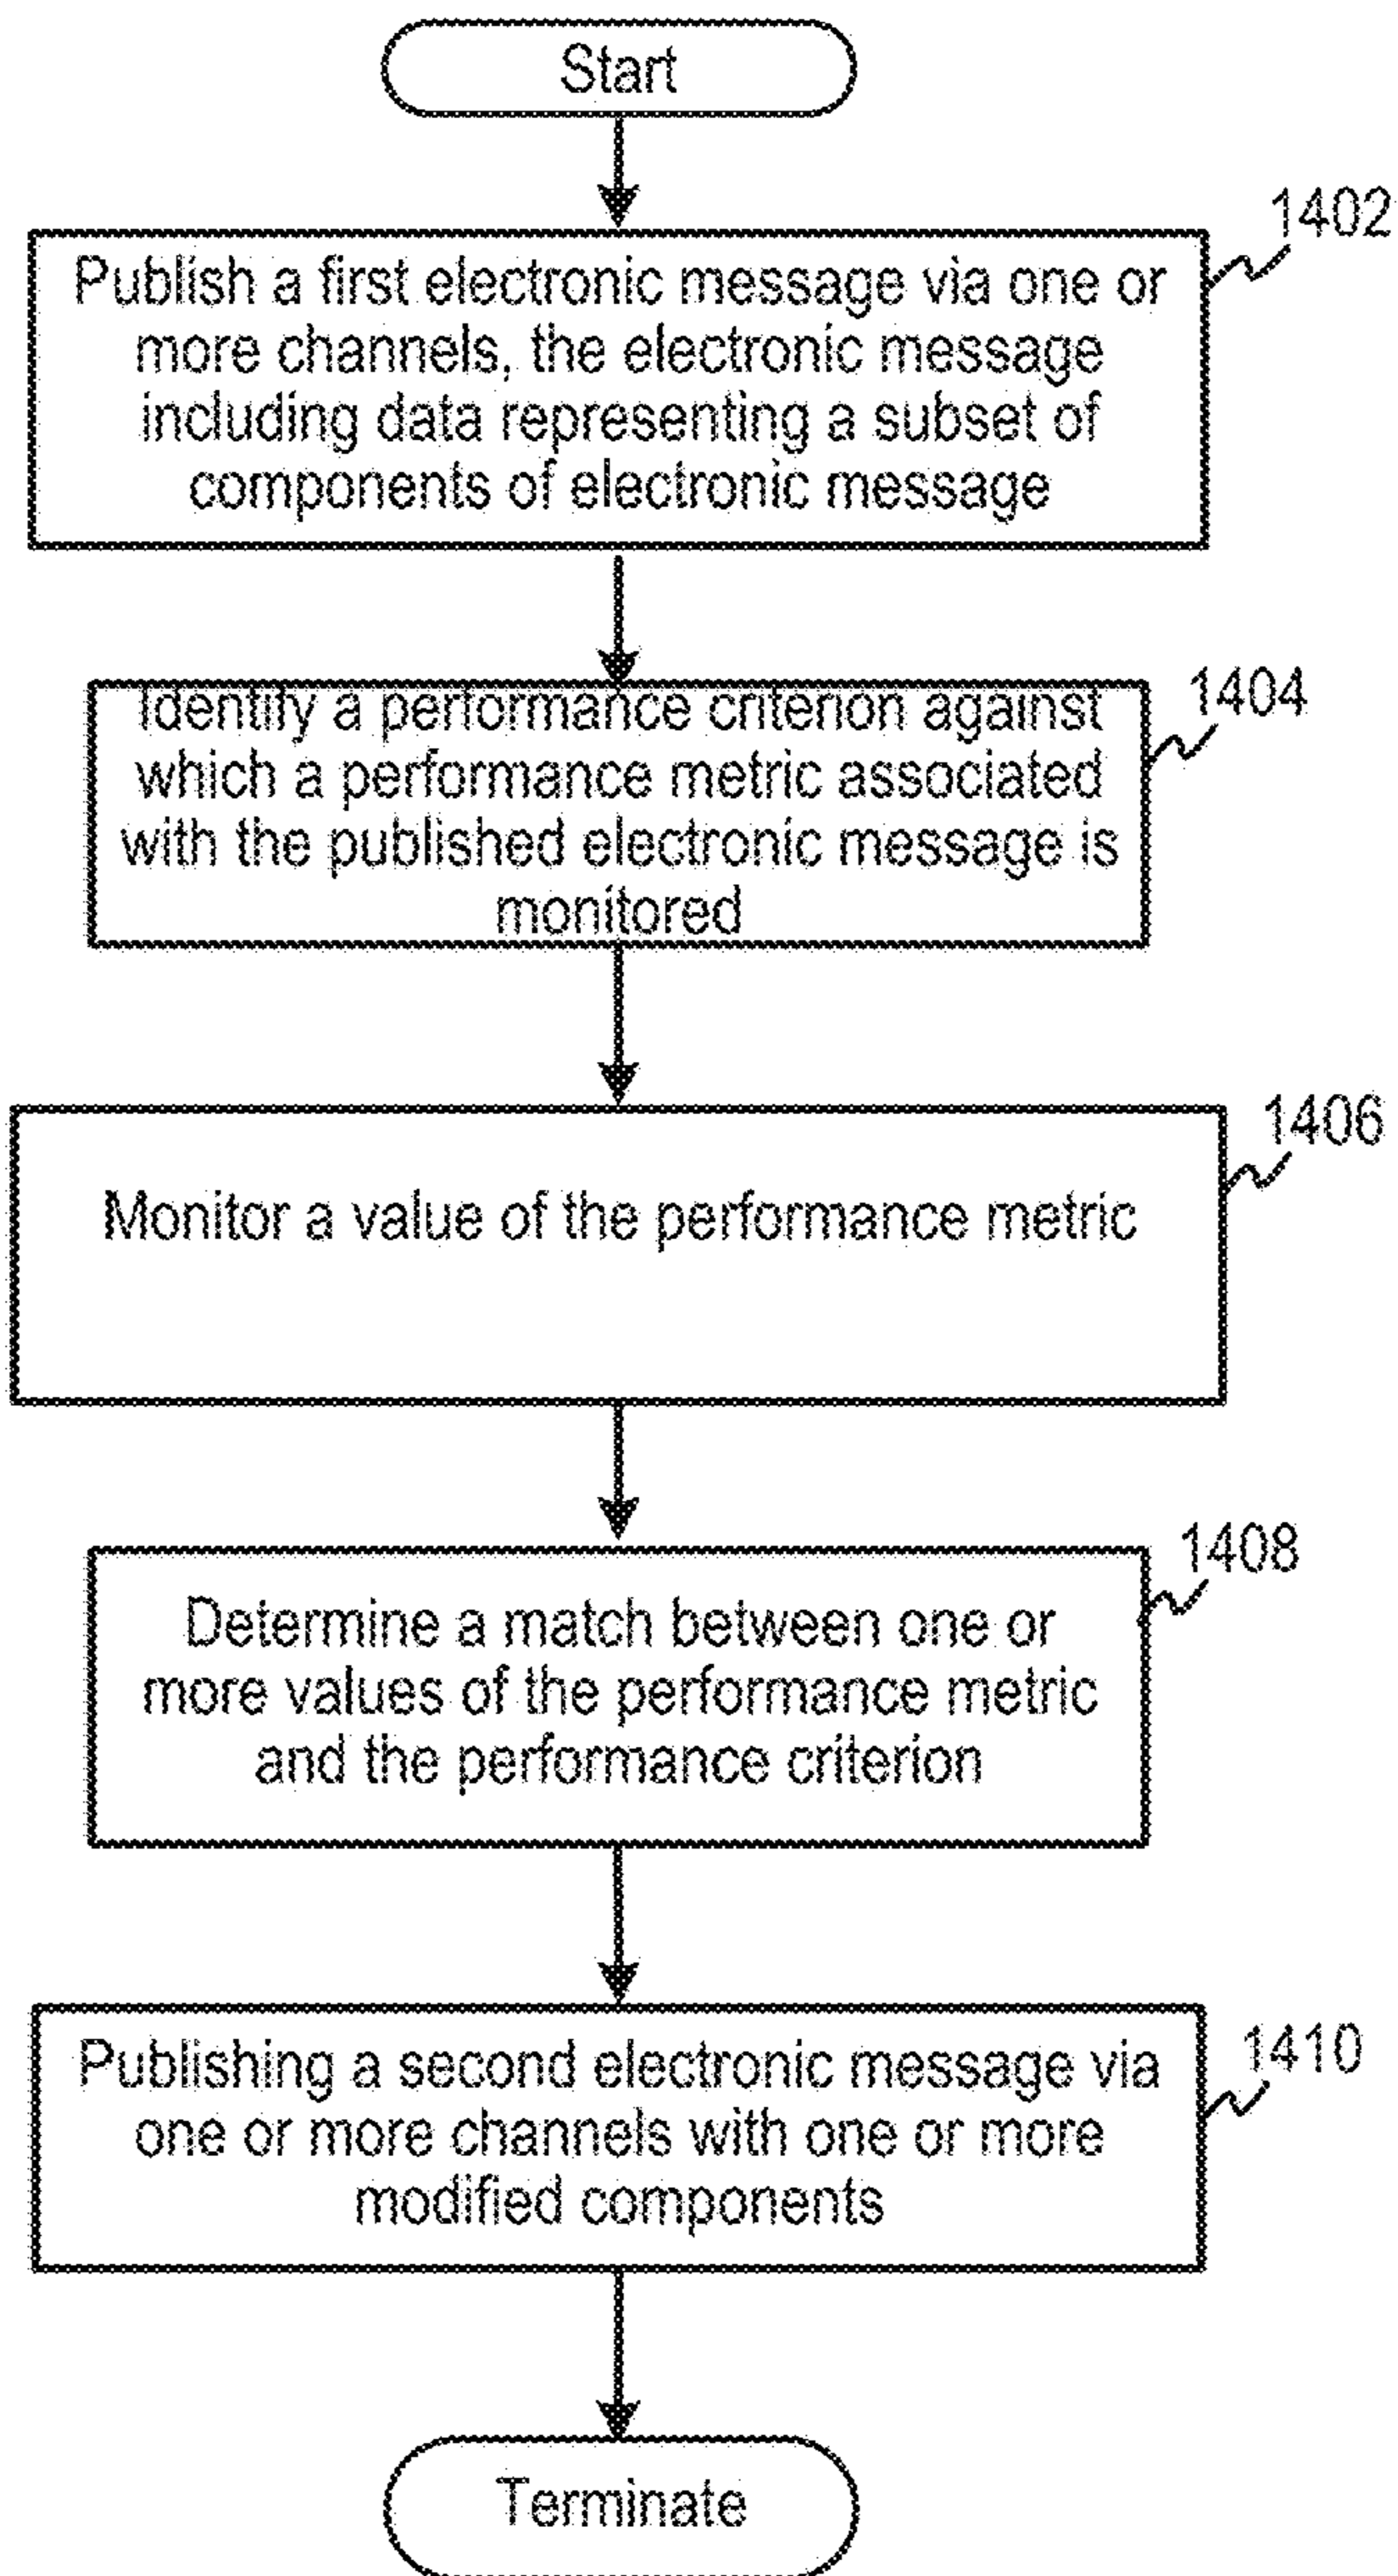 Start
1402
Publish a first electronic message via one or
more channels, the electronic message
including data representing a subset of
components of electronic message
1404
Identify a performance criterion against
which a performance metric associated
with the published electronic message is
monitored
1406
Monitor a value of the performance metric
1408
Determine a match between one or
more values of the performance metric
and the performance criterion
1410
Publishing a second electronic message via
one or more channels with one or more
modified components
Terminate